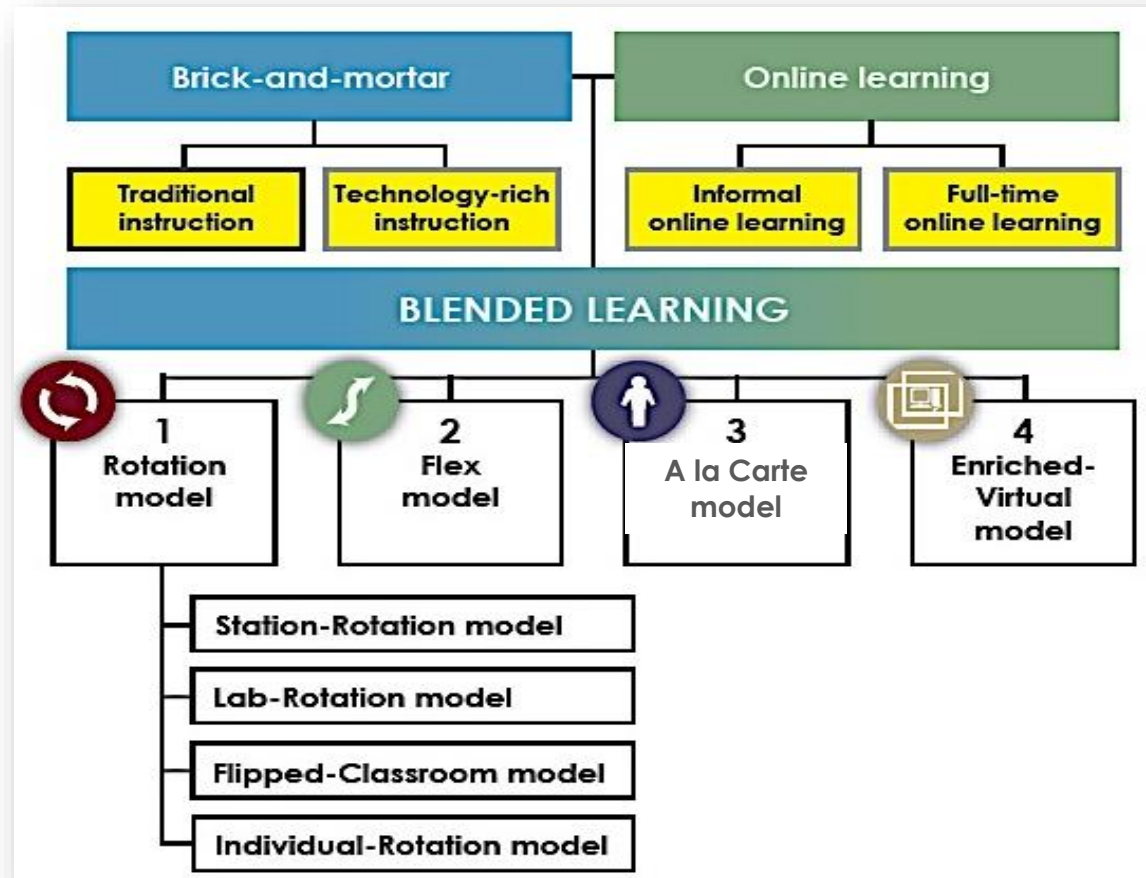 Brick-and-mortar
Online learning
Traditional
instruction
Technology-rich
instruction
Informal
online learning
Full-time
online learning
BLENDED LEARNING
1
Rotation
model
2
Flex
model
3
A la Carte
model
4
Enriched-
Virtual
model
Station-Rotation model
Lab-Rotation model
Flipped-Classroom model
Individual-Rotation model